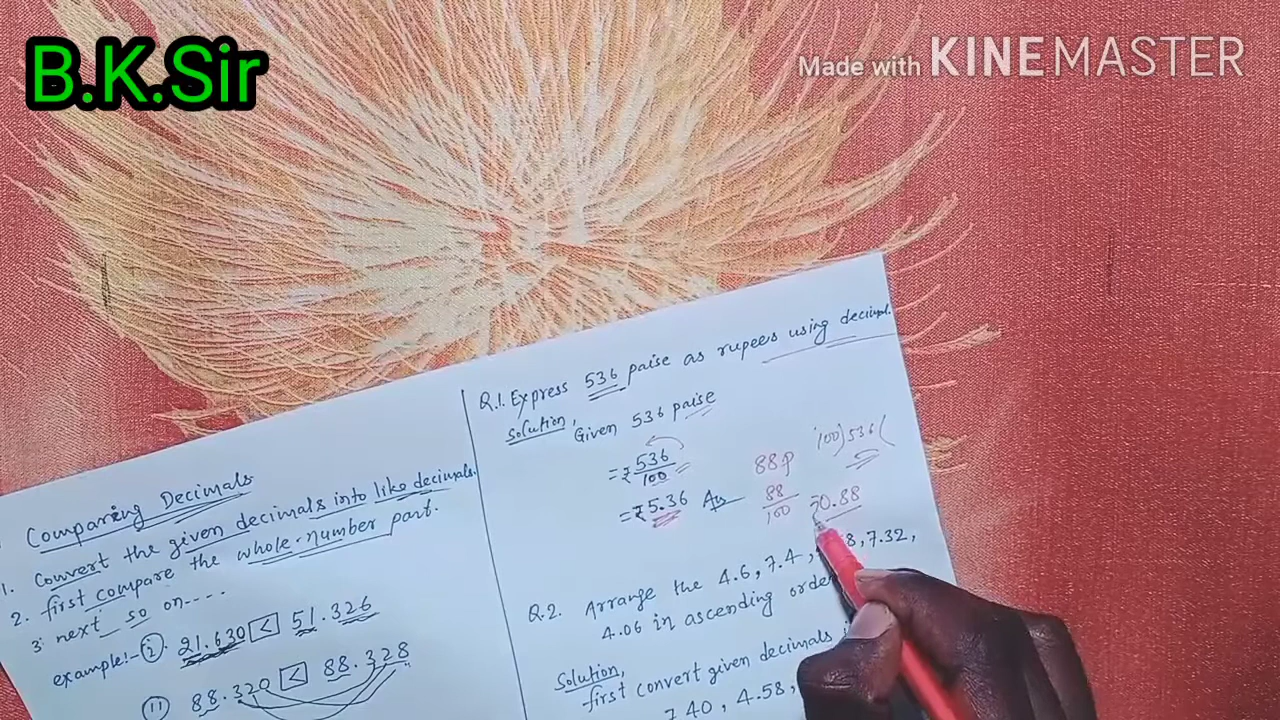 B.K.Sir
Made with KINEMASTER
Comparing Decimals
1. Convert the given decimals into like decimals.
2. first compare the whole-number part.
3. next so on....
example:- (i). 21.630 < 51.326
(ii) 88.320 < 88.328
Q.1. Express 536 paise as rupees using decimal.
Solution, Given 536 paise
= ₹ 536/100
= ₹ 5.36 Ans
100)536(
88p
88/100
₹0.88
Q.2. Arrange the 4.6, 7.4, 58, 7.32,
4.06 in ascending order
Solution,
first convert given decimals
7.40, 4.58,